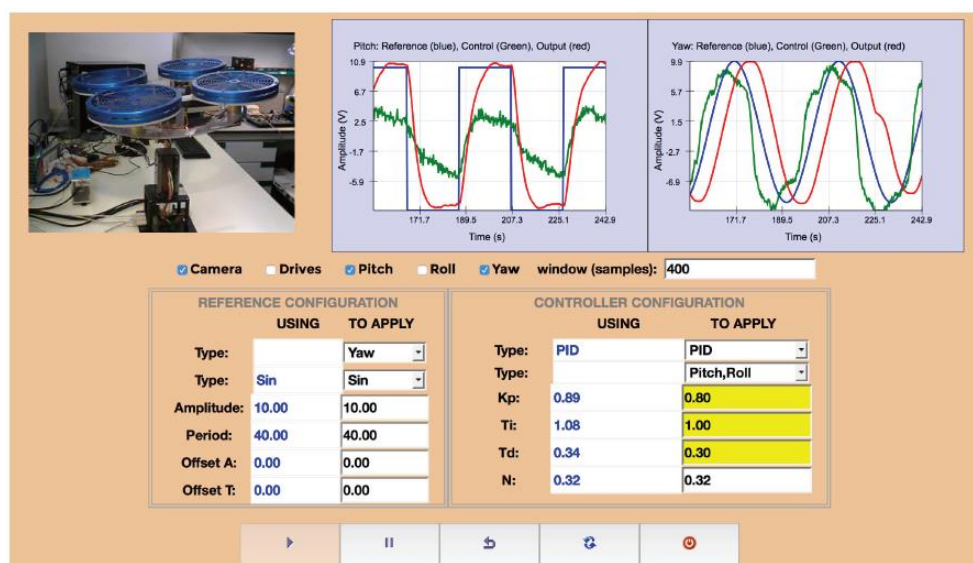 Pitch: Reference (blue), Control (Green), Output (red)
10.9
6.7
2.5
-1.7
-5.9
Amplitude (V)
171.7 189.5 207.3 225.1 242.9
Time (s)
Yaw: Reference (blue), Control (Green), Output (red)
9.9
5.7
1.5
-2.7
-6.9
Amplitude (V)
171.7 189.5 207.3 225.1 242.9
Time (s)
Camera Drives Pitch Roll Yaw window (samples): 400
REFERENCE CONFIGURATION
USING TO APPLY
Type: Yaw
Type: Sin Sin
Amplitude: 10.00 10.00
Period: 40.00 40.00
Offset A: 0.00 0.00
Offset T: 0.00 0.00
CONTROLLER CONFIGURATION
USING TO APPLY
Type: PID PID
Type: Pitch,Roll
Kp: 0.89 0.80
Ti: 1.08 1.00
Td: 0.34 0.30
N: 0.32 0.32